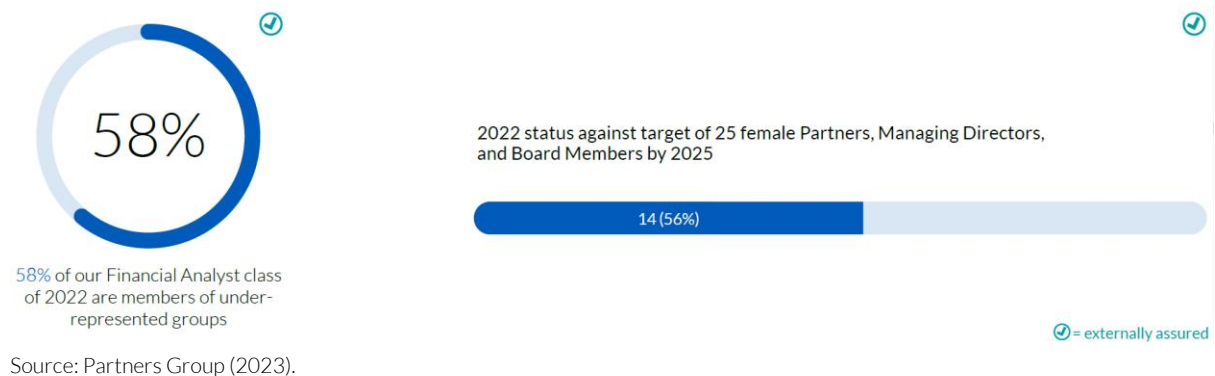 58%
58% of our Financial Analyst class
of 2022 are members of under-
represented groups
2022 status against target of 25 female Partners, Managing Directors,
and Board Members by 2025
14 (56%)
= externally assured
Source: Partners Group (2023).